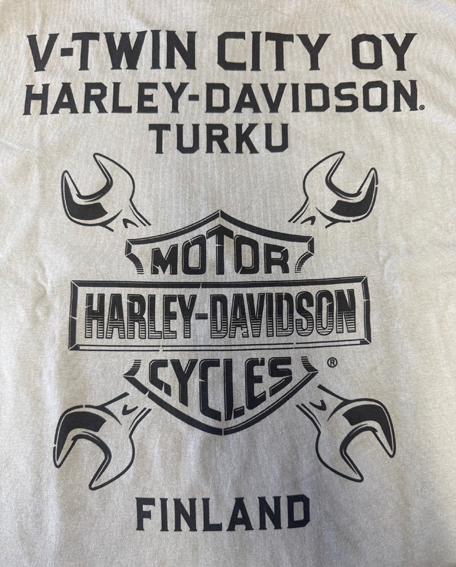 V-TWIN CITY OY
HARLEY-DAVIDSON®
TURKU
MOTOR
HARLEY-DAVIDSON
CYCLES ®
FINLAND